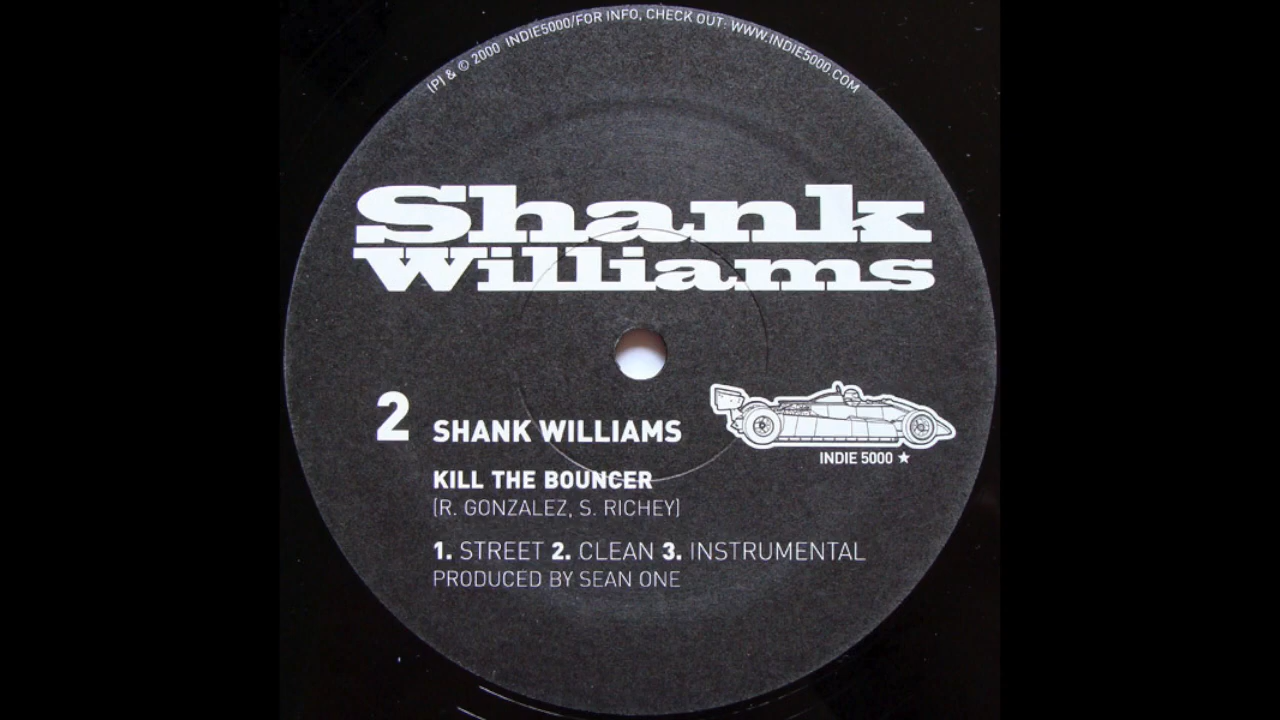 (P) & © 2000 INDIE5000/FOR INFO, CHECK OUT: WWW.INDIE5000.COM
Shank
Williams
2 SHANK WILLIAMS
INDIE 5000 ★
KILL THE BOUNCER
(R. GONZALEZ, S. RICHEY)
1. STREET 2. CLEAN 3. INSTRUMENTAL
PRODUCED BY SEAN ONE